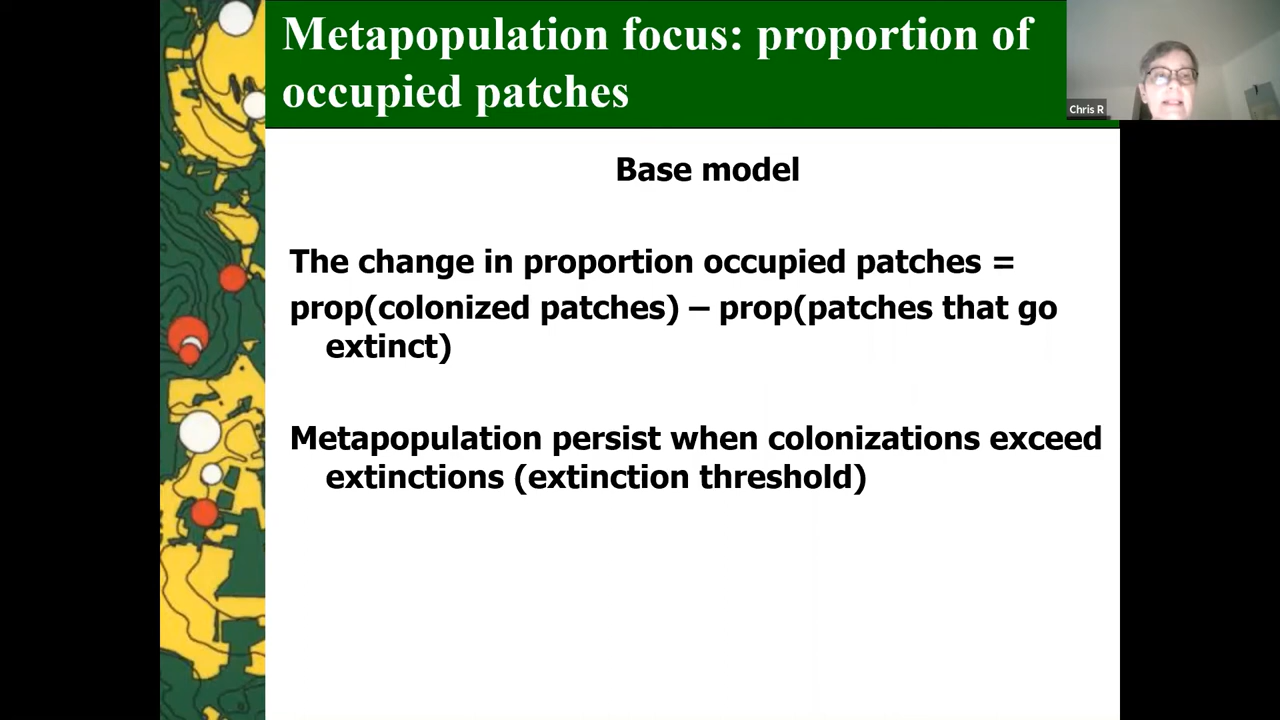 Metapopulation focus: proportion of
occupied patches
Chris R
Base model
The change in proportion occupied patches =
prop(colonized patches) – prop(patches that go
extinct)
Metapopulation persist when colonizations exceed
extinctions (extinction threshold)